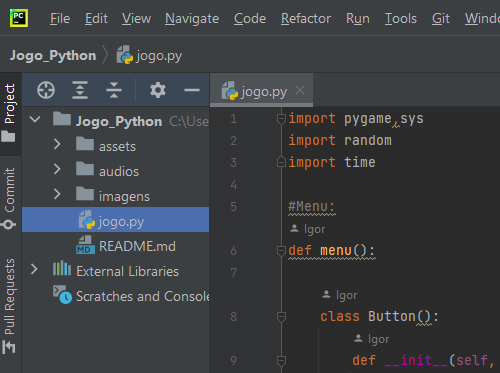 PC File Edit View Navigate Code Refactor Run Tools Git
Jogo_Python jogo.py
Project
Commit
Pull Requests
Jogo_Python C:\Use
assets
audios
imagens
jogo.py
MD README.md
External Libraries
Scratches and Console
jogo.py
1 import pygame,sys
2 import random
3 import time
4
5 #Menu:
Igor
6 def menu():
7
Igor
8 class Button():
Igor
9 def __init__(self,